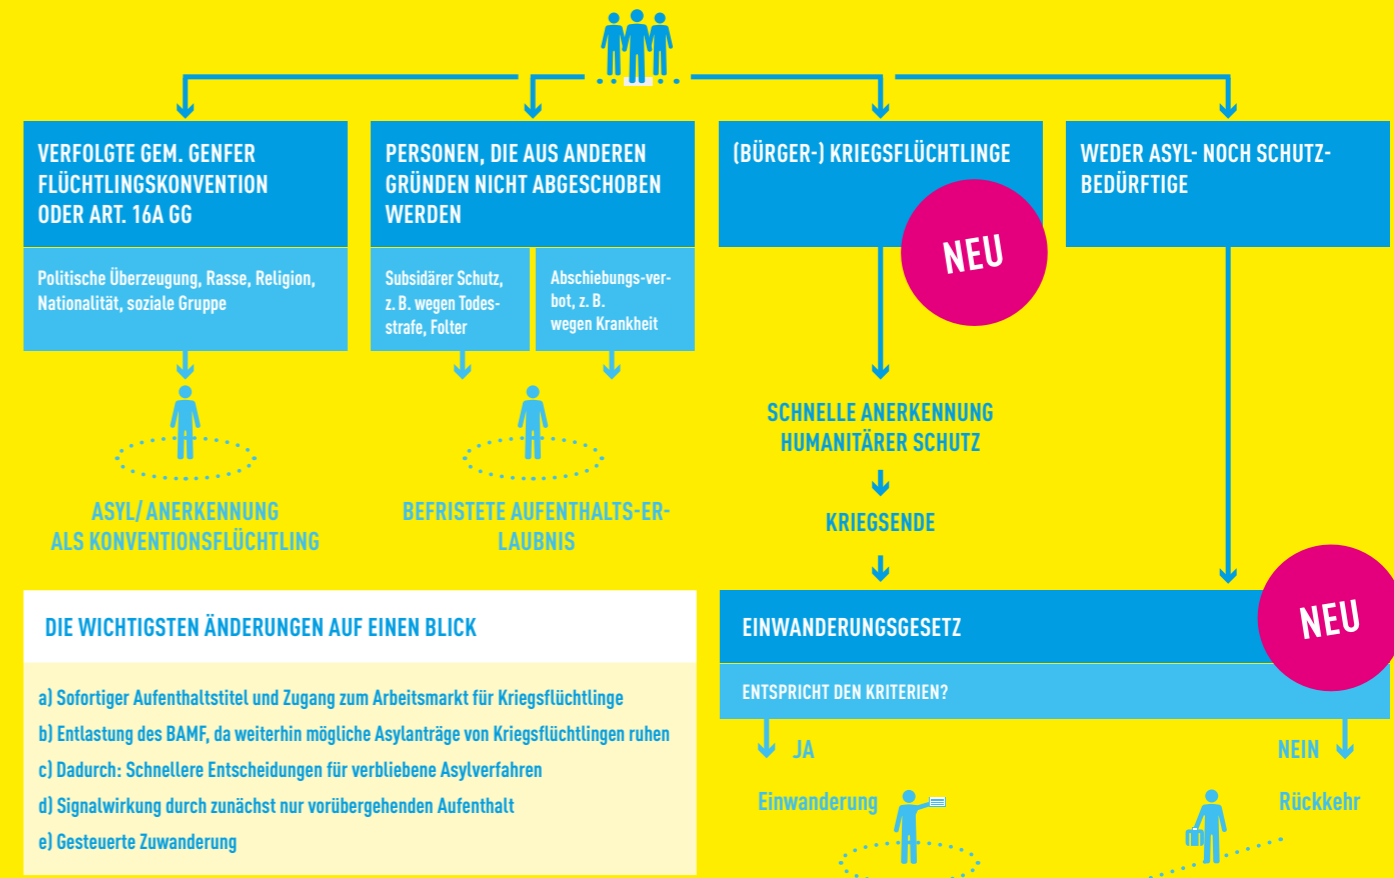 VERFOLGTE GEM. GENFER
FLÜCHTLINGSKONVENTION
ODER ART. 16A GG
Politische Überzeugung, Rasse, Religion,
Nationalität, soziale Gruppe
ASYL/ ANERKENNUNG
ALS KONVENTIONSFLÜCHTLING
PERSONEN, DIE AUS ANDEREN
GRÜNDEN NICHT ABGESCHOBEN
WERDEN
Subsidärer Schutz,
z. B. wegen Todes-
strafe, Folter
Abschiebungs-ver-
bot, z. B.
wegen Krankheit
BEFRISTETE AUFENTHALTS-ER-
LAUBNIS
(BÜRGER-) KRIEGSFLÜCHTLINGE
NEU
SCHNELLE ANERKENNUNG
HUMANITÄRER SCHUTZ
KRIEGSENDE
WEDER ASYL- NOCH SCHUTZ-
BEDÜRFTIGE
EINWANDERUNGSGESETZ
NEU
ENTSPRICHT DEN KRITERIEN?
JA
Einwanderung
NEIN
Rückkehr
DIE WICHTIGSTEN ÄNDERUNGEN AUF EINEN BLICK
a) Sofortiger Aufenthaltstitel und Zugang zum Arbeitsmarkt für Kriegsflüchtlinge
b) Entlastung des BAMF, da weiterhin mögliche Asylanträge von Kriegsflüchtlingen ruhen
c) Dadurch: Schnellere Entscheidungen für verbliebene Asylverfahren
d) Signalwirkung durch zunächst nur vorübergehenden Aufenthalt
e) Gesteuerte Zuwanderung